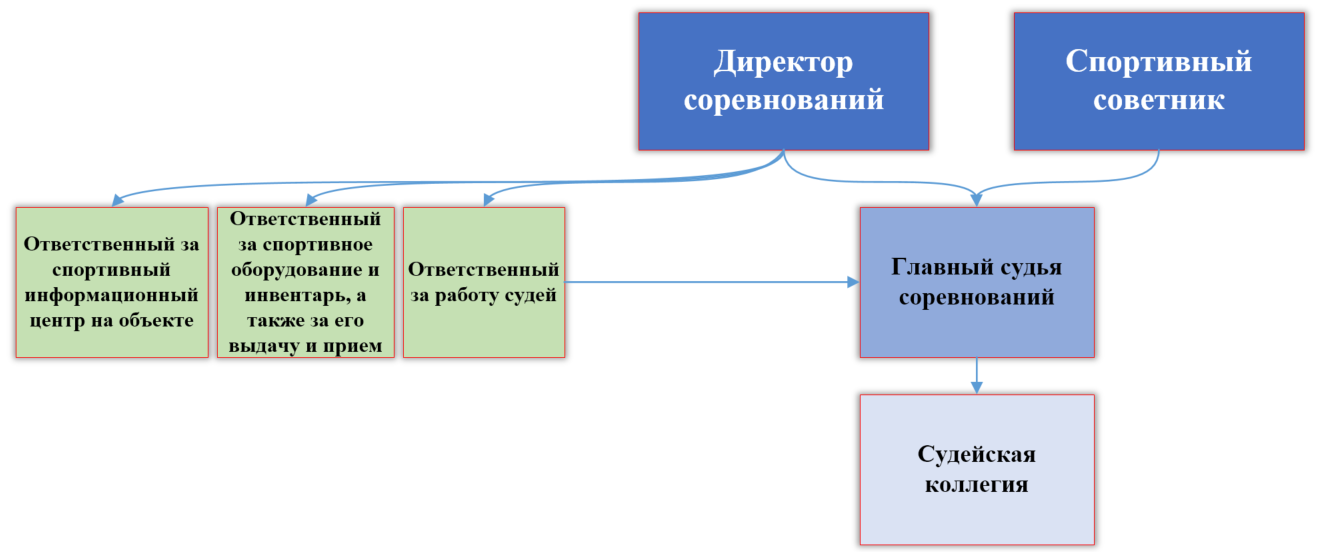 Директор
соревнований
Спортивный
советник
Ответственный за
спортивный
информационный
центр на объекте
Ответственный
за спортивное
оборудование и
инвентарь, а
также за его
выдачу и прием
Ответственный
за работу судей
Главный судья
соревнований
Судейская
коллегия